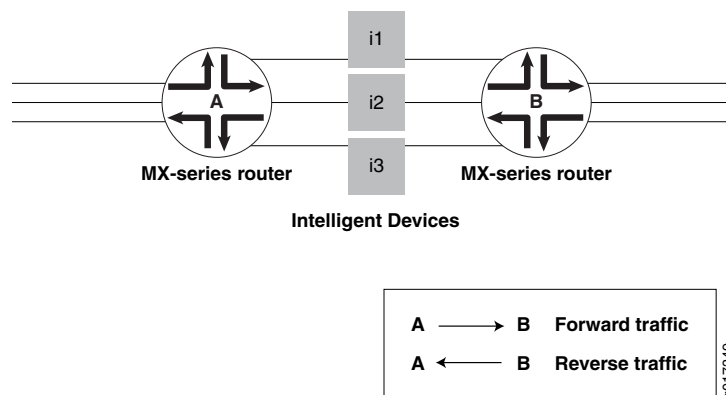 i1
A
i2
B
i3
MX-series router
MX-series router
Intelligent Devices
A B Forward traffic
A B Reverse traffic